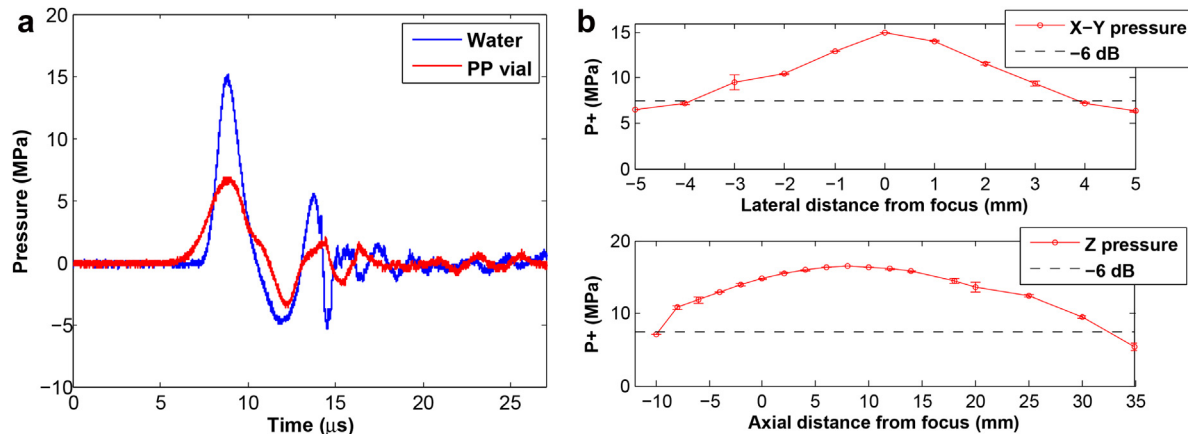 a
20
15
10
5
0
−5
−10
Pressure (MPa)
Water
PP vial
0 5 10 15 20 25
Time (μs)
b
15
10
5
0
P+ (MPa)
X−Y pressure
−6 dB
−5 −4 −3 −2 −1 0 1 2 3 4 5
Lateral distance from focus (mm)
20
10
0
P+ (MPa)
Z pressure
−6 dB
−10 −5 0 5 10 15 20 25 30 35
Axial distance from focus (mm)